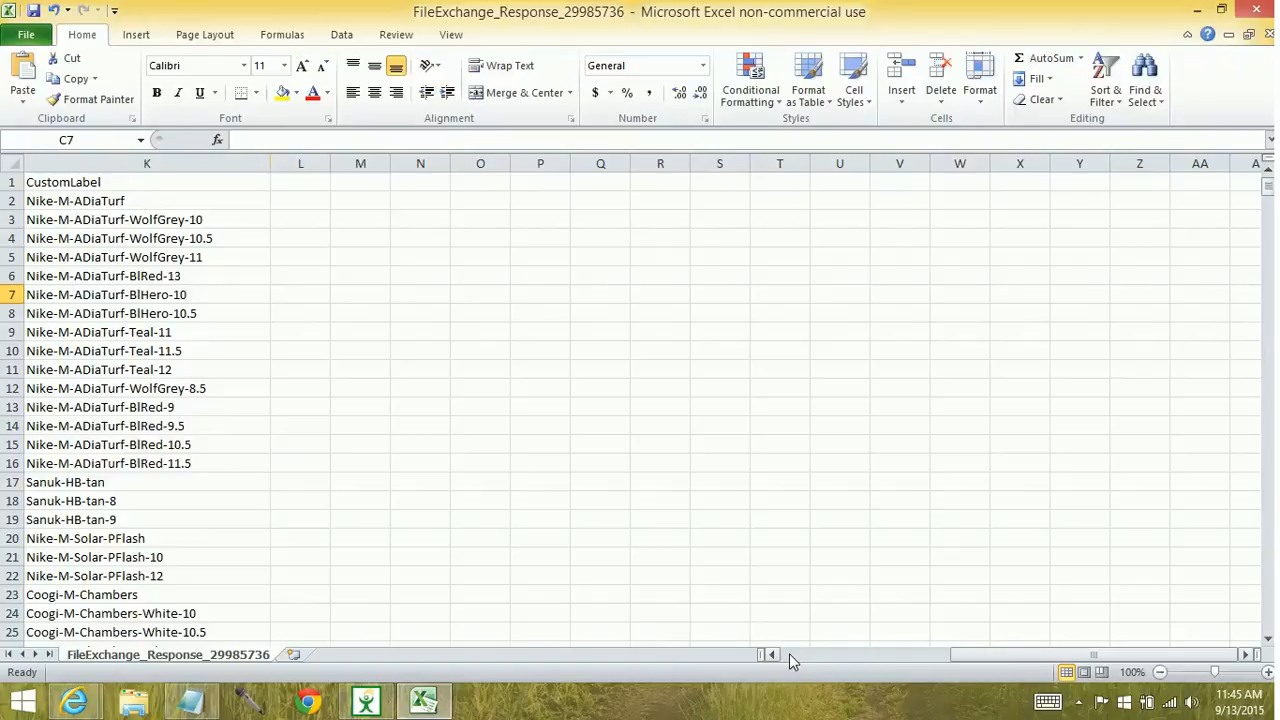 FileExchange_Response_29985736 - Microsoft Excel non-commercial use
File Home Insert Page Layout Formulas Data Review View
Paste
Cut
Copy
Format Painter
Clipboard
Calibri 11
B I U
Font
Wrap Text
Merge & Center
Alignment
General
$ % ,
Number
Conditional Formatting
Format as Table
Cell Styles
Styles
Insert
Delete
Format
Cells
AutoSum
Fill
Clear
Sort & Filter
Find & Select
Editing
C7 fx
K L M N O P Q R S T U V W X Y Z AA A
1 CustomLabel
2 Nike-M-ADiaTurf
3 Nike-M-ADiaTurf-WolfGrey-10
4 Nike-M-ADiaTurf-WolfGrey-10.5
5 Nike-M-ADiaTurf-WolfGrey-11
6 Nike-M-ADiaTurf-BlRed-13
7 Nike-M-ADiaTurf-BlHero-10
8 Nike-M-ADiaTurf-BlHero-10.5
9 Nike-M-ADiaTurf-Teal-11
10 Nike-M-ADiaTurf-Teal-11.5
11 Nike-M-ADiaTurf-Teal-12
12 Nike-M-ADiaTurf-WolfGrey-8.5
13 Nike-M-ADiaTurf-BlRed-9
14 Nike-M-ADiaTurf-BlRed-9.5
15 Nike-M-ADiaTurf-BlRed-10.5
16 Nike-M-ADiaTurf-BlRed-11.5
17 Sanuk-HB-tan
18 Sanuk-HB-tan-8
19 Sanuk-HB-tan-9
20 Nike-M-Solar-PFlash
21 Nike-M-Solar-PFlash-10
22 Nike-M-Solar-PFlash-12
23 Coogi-M-Chambers
24 Coogi-M-Chambers-White-10
25 Coogi-M-Chambers-White-10.5
FileExchange_Response_29985736
Ready 100%
11:45 AM
9/13/2015